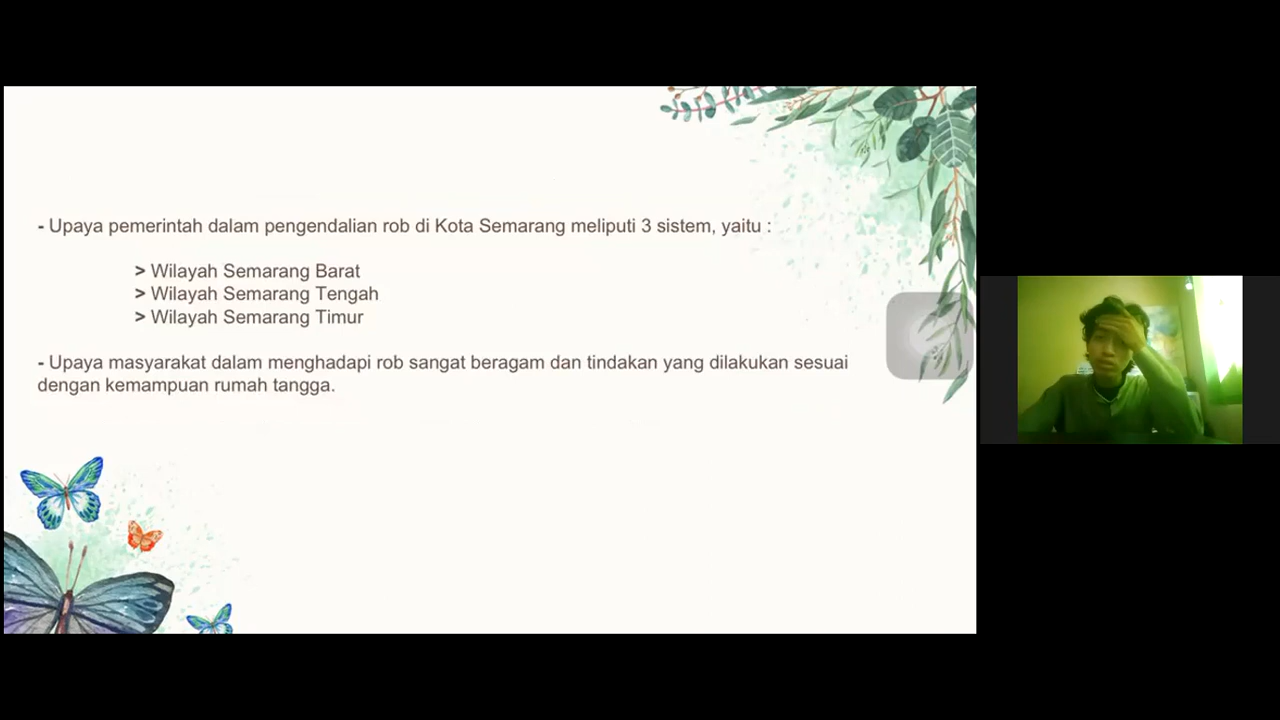 - Upaya pemerintah dalam pengendalian rob di Kota Semarang meliputi 3 sistem, yaitu :
> Wilayah Semarang Barat
> Wilayah Semarang Tengah
> Wilayah Semarang Timur
- Upaya masyarakat dalam menghadapi rob sangat beragam dan tindakan yang dilakukan sesuai
dengan kemampuan rumah tangga.